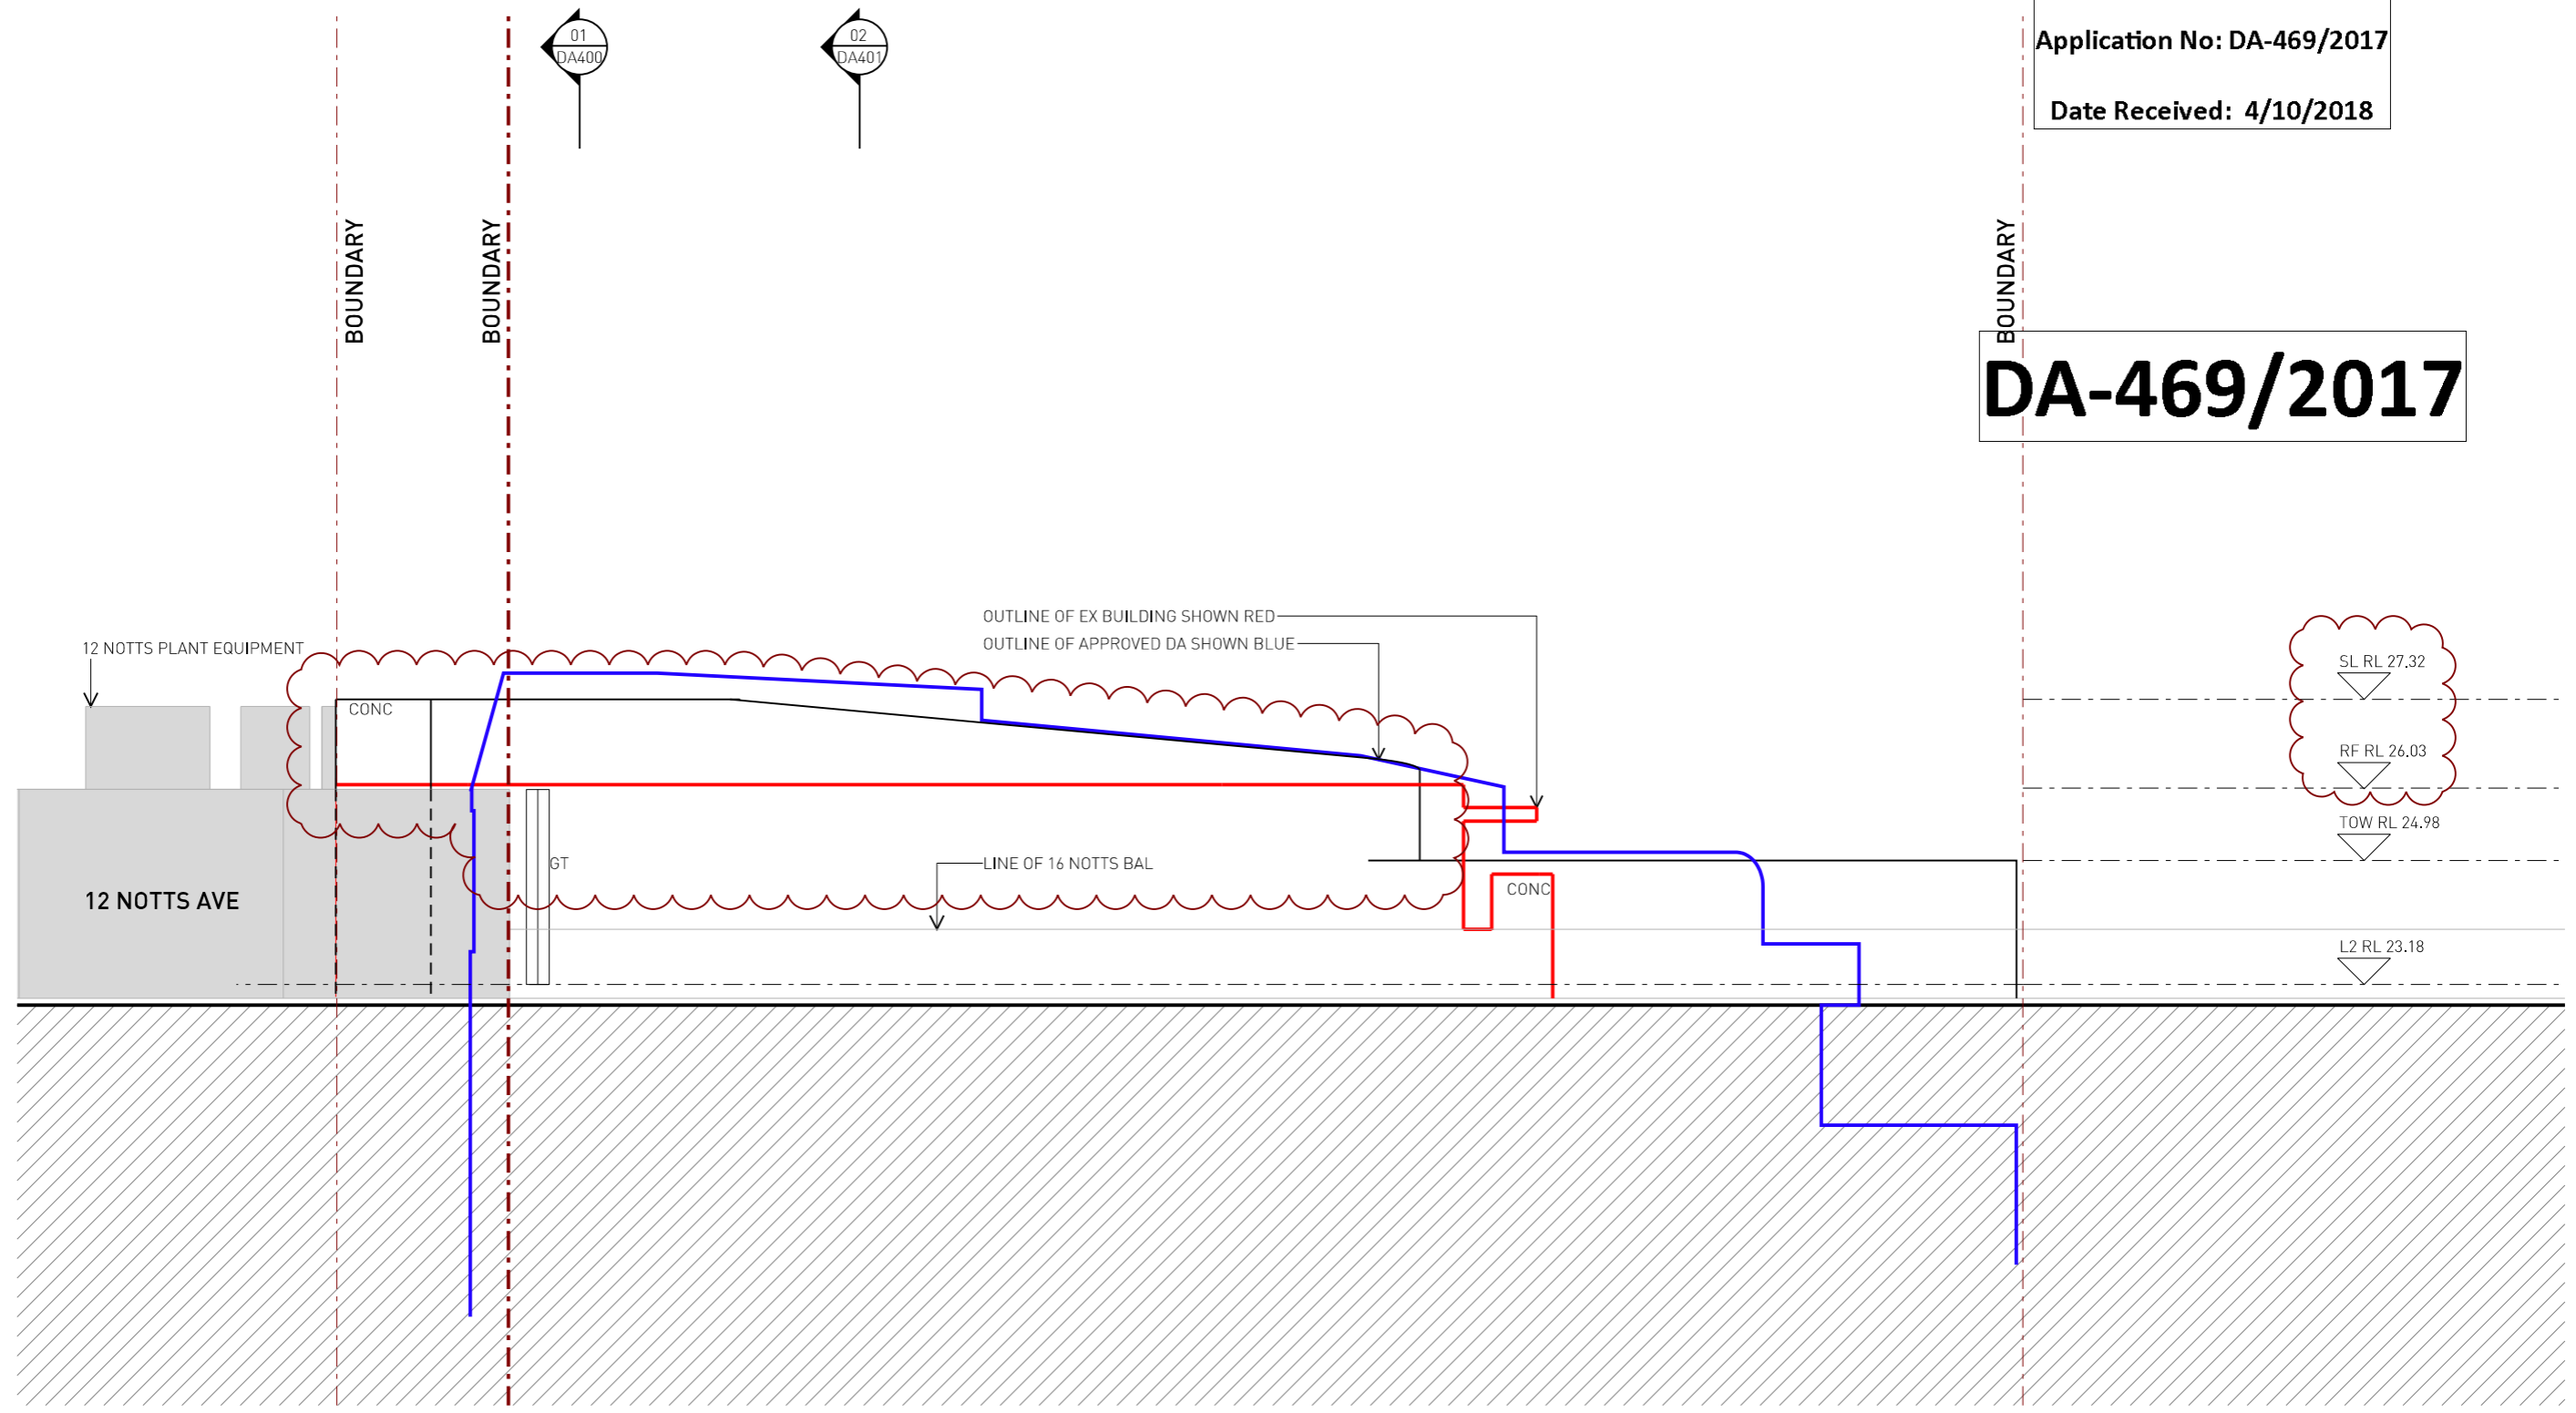 01
DA400
02
DA401
Application No: DA-469/2017
Date Received: 4/10/2018
BOUNDARY
BOUNDARY
BOUNDARY
DA-469/2017
OUTLINE OF EX BUILDING SHOWN RED
OUTLINE OF APPROVED DA SHOWN BLUE
12 NOTTS PLANT EQUIPMENT
SL RL 27.32
CONC
RF RL 26.03
TOW RL 24.98
GT
LINE OF 16 NOTTS BAL
CONC
12 NOTTS AVE
L2 RL 23.18